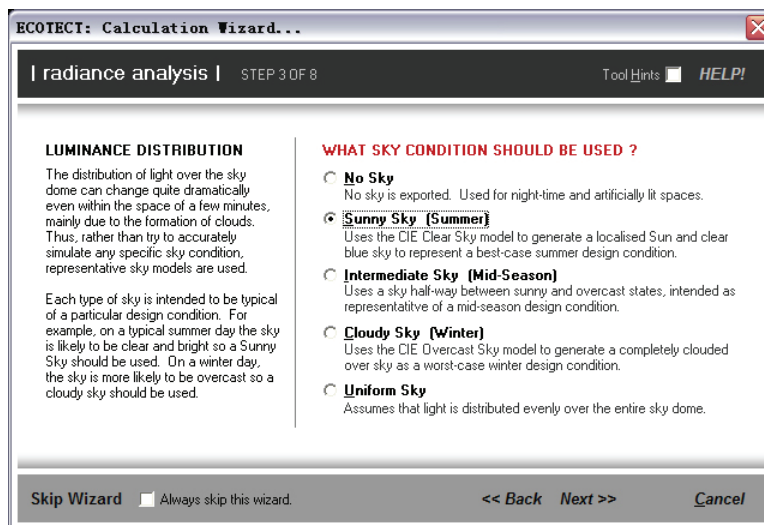 ECOTECT: Calculation Wizard...
| radiance analysis | STEP 3 OF 8
Tool Hints HELP!
LUMINANCE DISTRIBUTION
The distribution of light over the sky
dome can change quite dramatically
even within the space of a few minutes,
mainly due to the formation of clouds.
Thus, rather than try to accurately
simulate any specific sky condition,
representative sky models are used.
Each type of sky is intended to be typical
of a particular design condition. For
example, on a typical summer day the sky
is likely to be clear and bright so a Sunny
Sky should be used. On a winter day,
the sky is more likely to be overcast so a
cloudy sky should be used.
WHAT SKY CONDITION SHOULD BE USED ?
No Sky
No sky is exported. Used for night-time and artificially lit spaces.
Sunny Sky (Summer)
Uses the CIE Clear Sky model to generate a localised Sun and clear
blue sky to represent a best-case summer design condition.
Intermediate Sky (Mid-Season)
Uses a sky half-way between sunny and overcast states, intended as
representitve of a mid-season design condition.
Cloudy Sky (Winter)
Uses the CIE Overcast Sky model to generate a completely clouded
over sky as a worst-case winter design condition.
Uniform Sky
Assumes that light is distributed evenly over the entire sky dome.
Skip Wizard Always skip this wizard.
<< Back Next >> Cancel